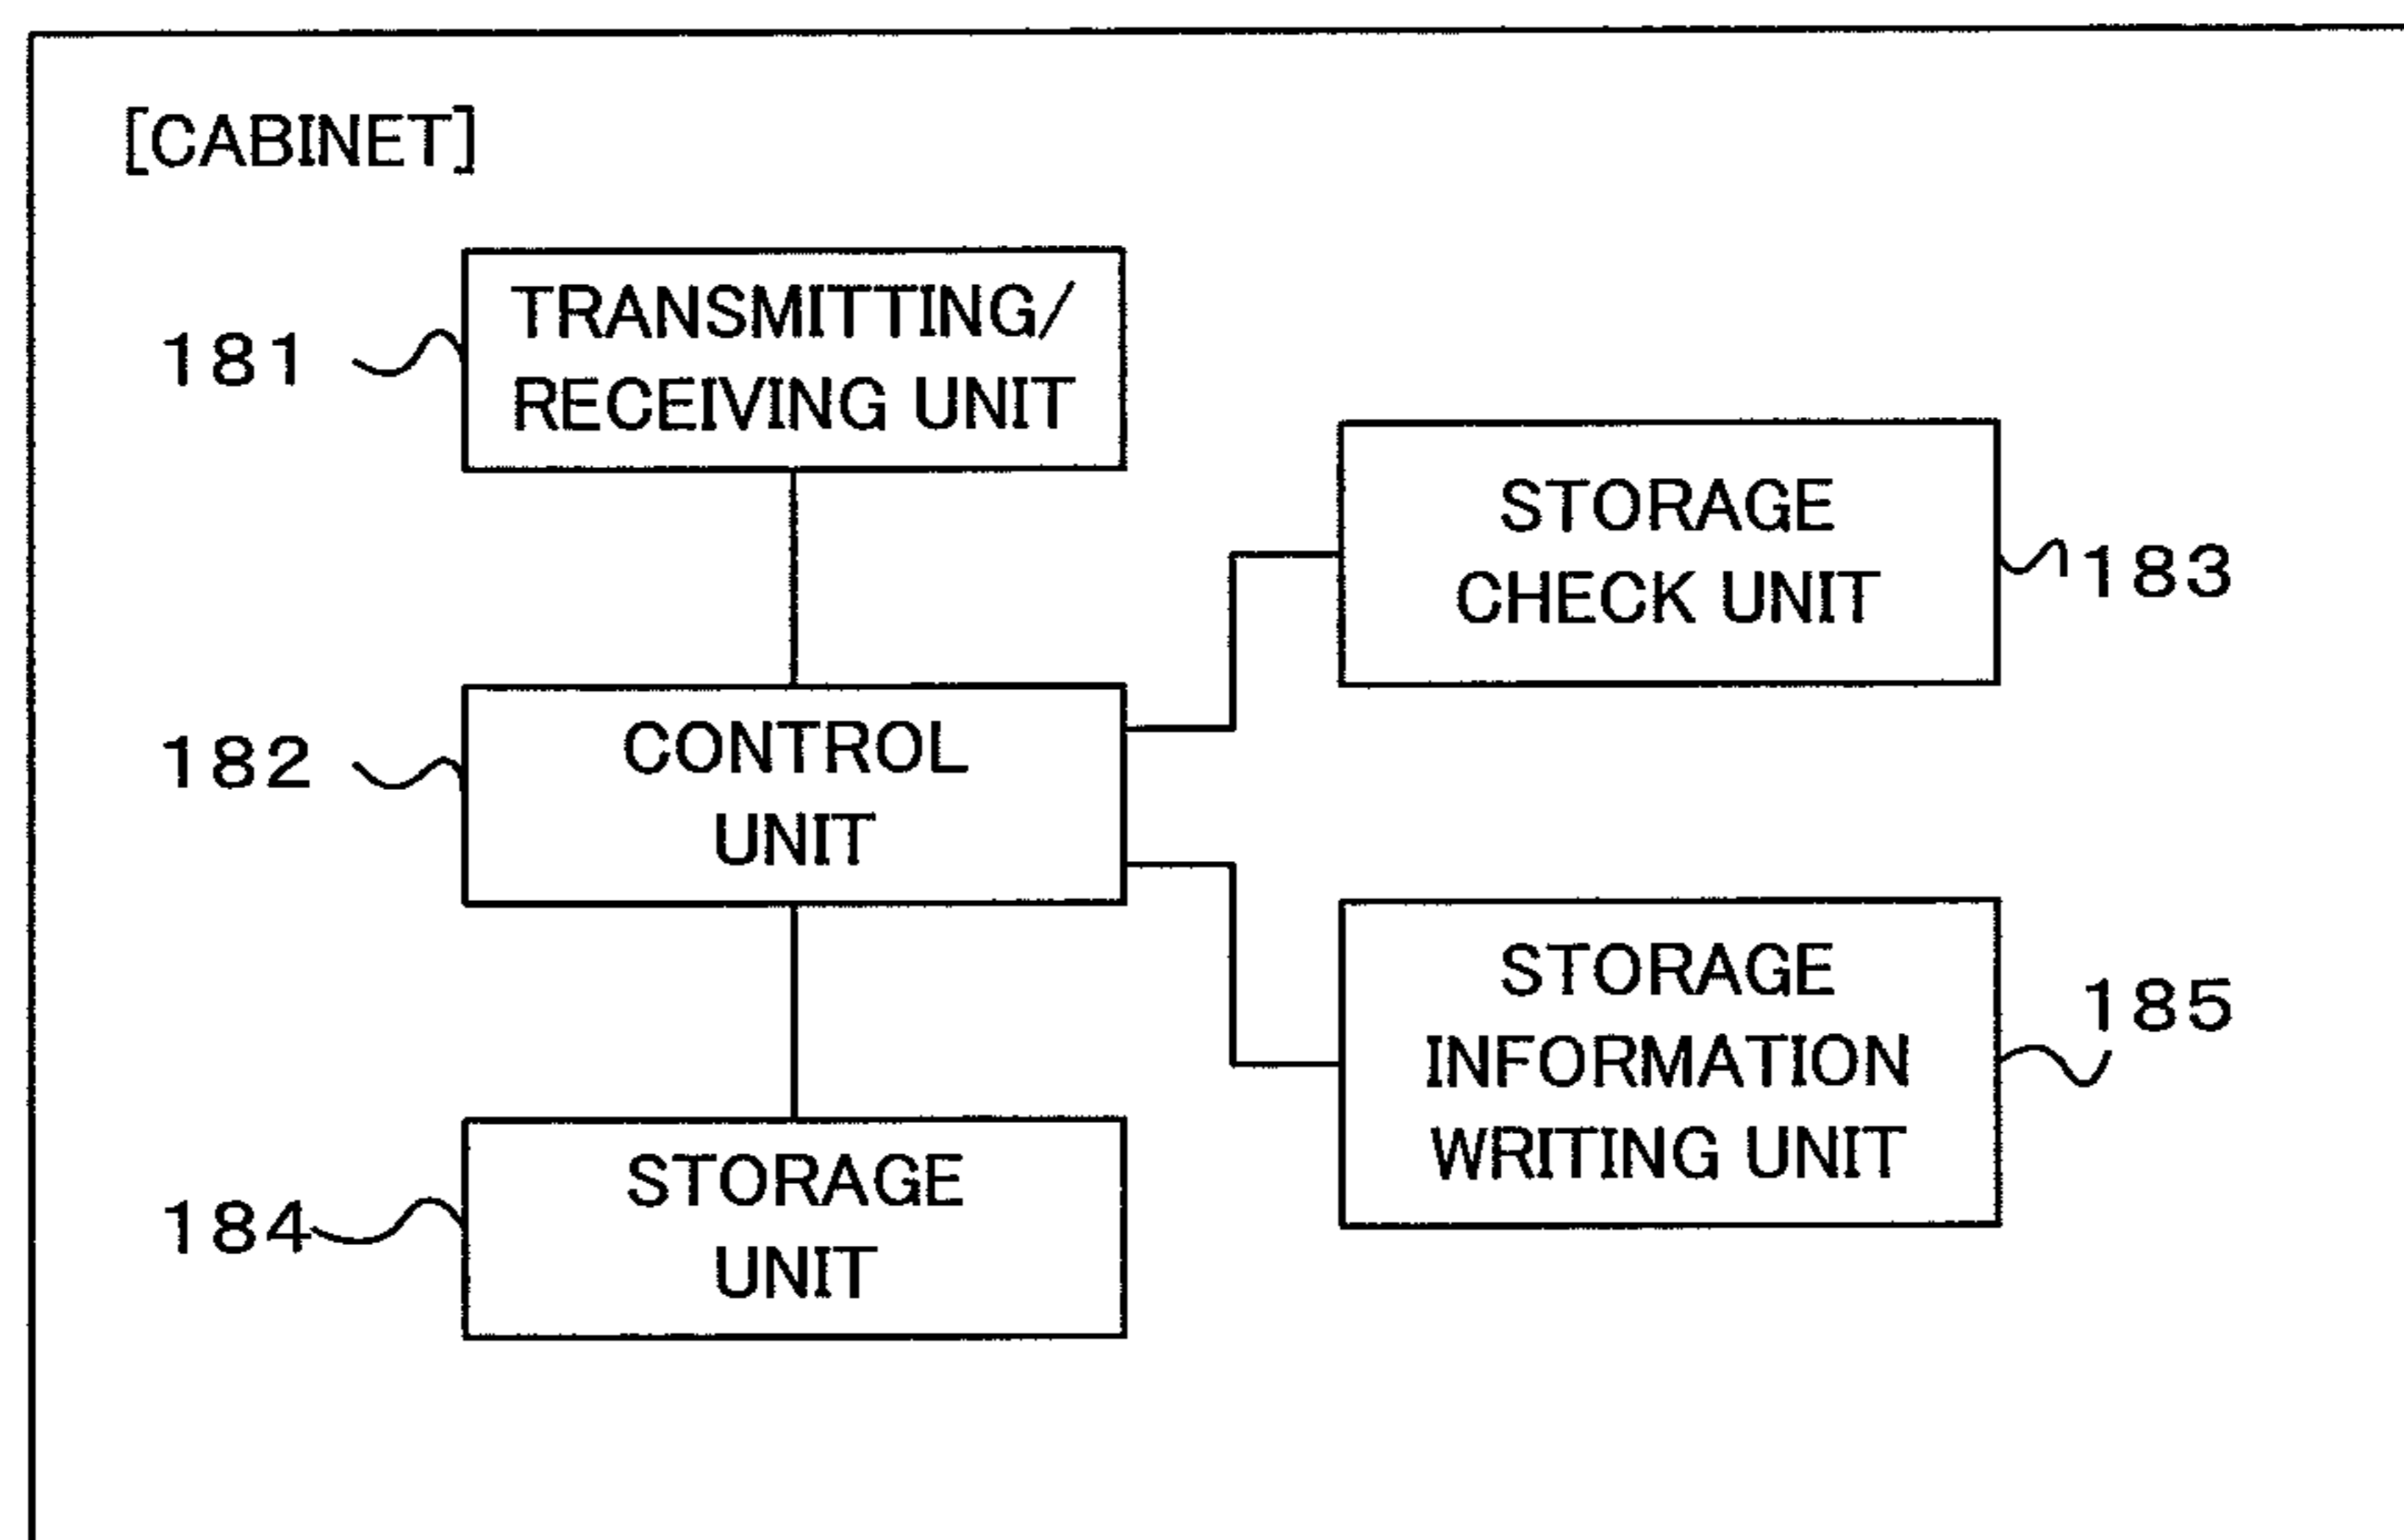 [CABINET]
181
TRANSMITTING/
RECEIVING UNIT
STORAGE
CHECK UNIT
183
182
CONTROL
UNIT
STORAGE
INFORMATION
WRITING UNIT
185
184
STORAGE
UNIT